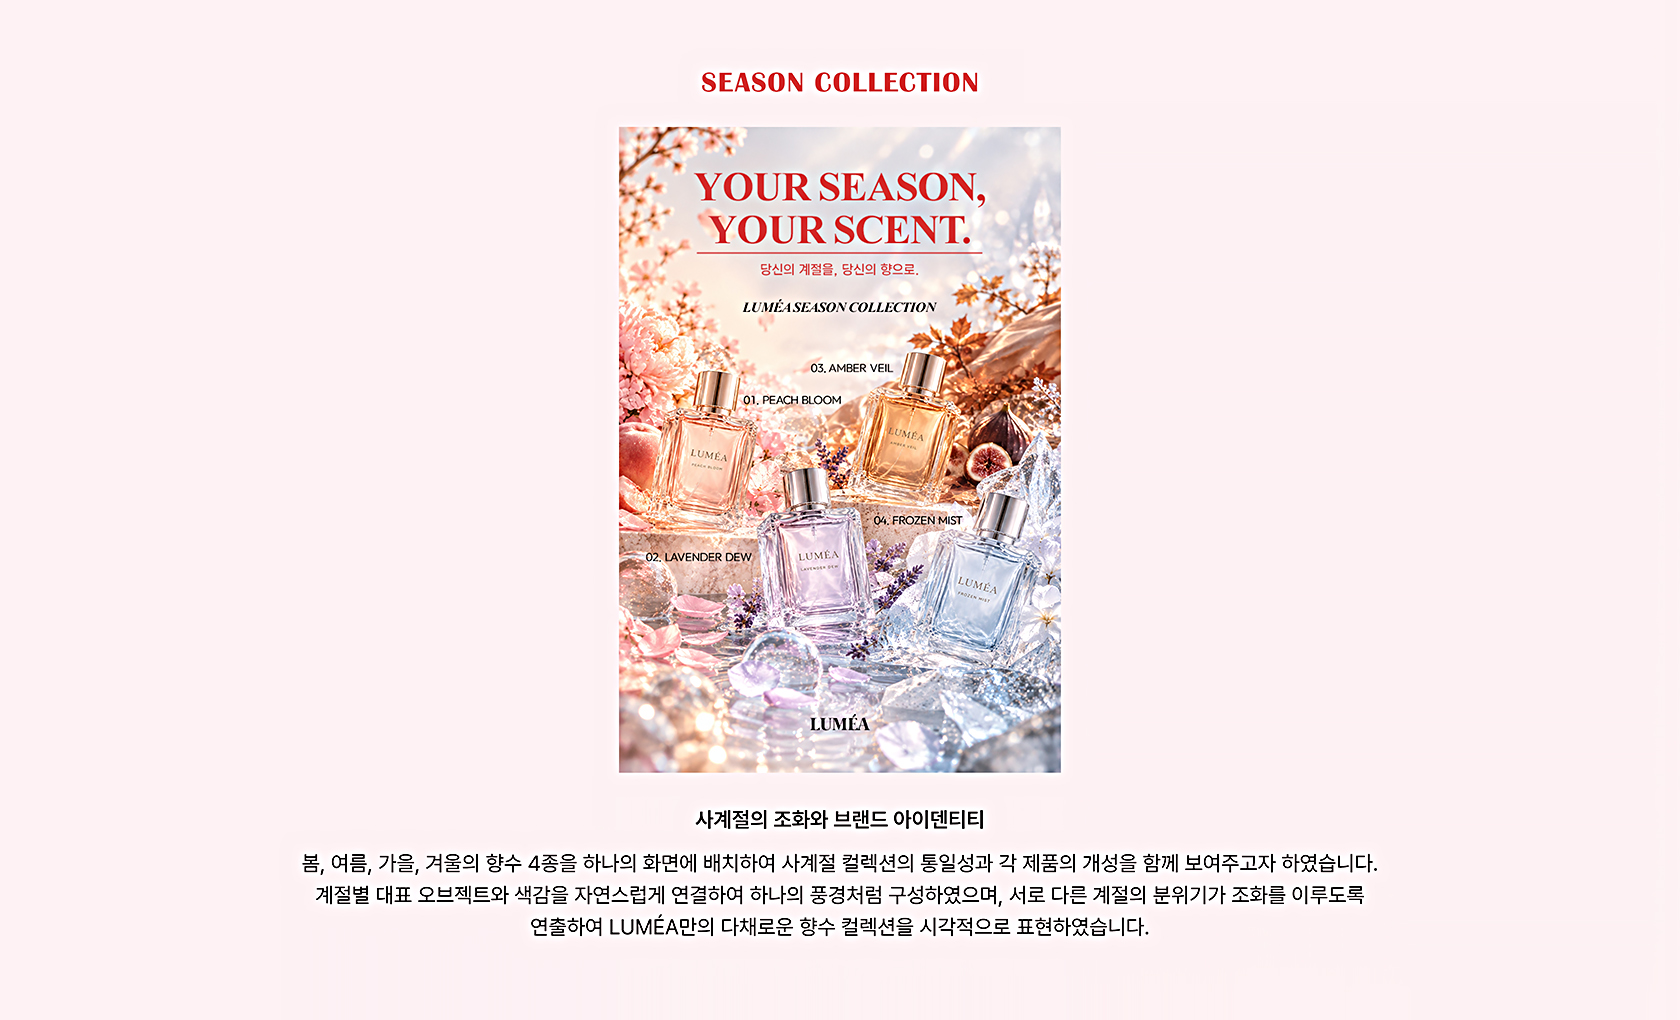 SEASON COLLECTION
YOUR SEASON,
YOUR SCENT.
당신의 계절을, 당신의 향으로.
LUMÉA SEASON COLLECTION
03. AMBER VEIL
01. PEACH BLOOM
LUMÉA
AMBER VEIL
LUMÉA
PEACH BLOOM
04. FROZEN MIST
02. LAVENDER DEW
LUMÉA
LAVENDER DEW
LUMÉA
FROZEN MIST
LUMÉA
사계절의 조화와 브랜드 아이덴티티
봄, 여름, 가을, 겨울의 향수 4종을 하나의 화면에 배치하여 사계절 컬렉션의 통일성과 각 제품의 개성을 함께 보여주고자 하였습니다.
계절별 대표 오브젝트와 색감을 자연스럽게 연결하여 하나의 풍경처럼 구성하였으며, 서로 다른 계절의 분위기가 조화를 이루도록
연출하여 LUMÉA만의 다채로운 향수 컬렉션을 시각적으로 표현하였습니다.